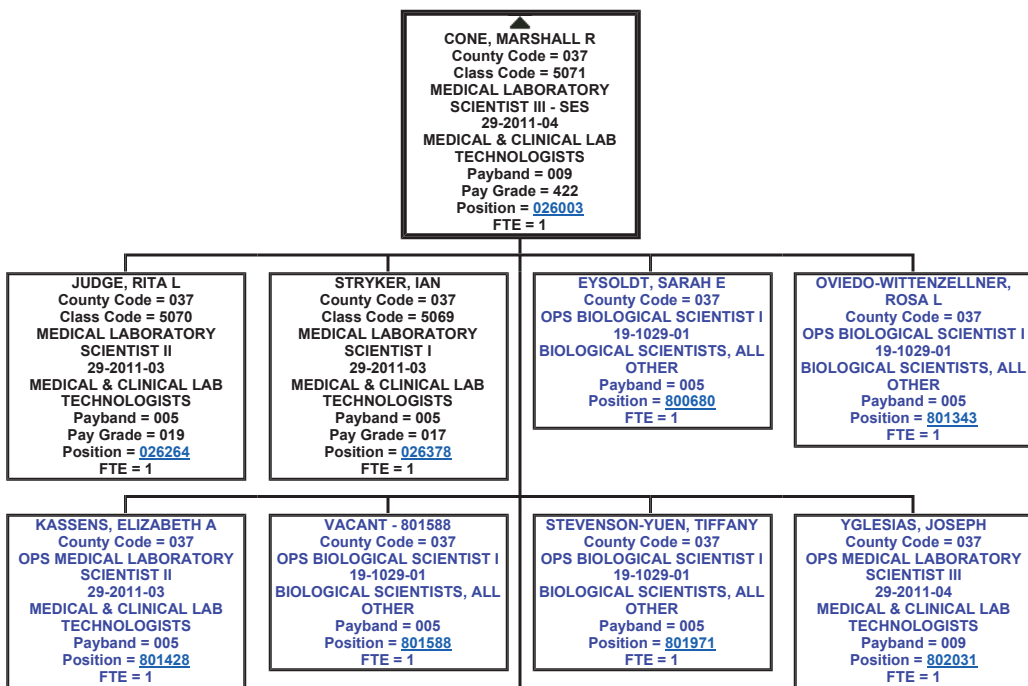 CONE, MARSHALL R
County Code = 037
Class Code = 5071
MEDICAL LABORATORY
SCIENTIST III - SES
29-2011-04
MEDICAL & CLINICAL LAB
TECHNOLOGISTS
Payband = 009
Pay Grade = 422
Position = 026003
FTE = 1
JUDGE, RITA L
County Code = 037
Class Code = 5070
MEDICAL LABORATORY
SCIENTIST II
29-2011-03
MEDICAL & CLINICAL LAB
TECHNOLOGISTS
Payband = 005
Pay Grade = 019
Position = 026264
FTE = 1
STRYKER, IAN
County Code = 037
Class Code = 5069
MEDICAL LABORATORY
SCIENTIST I
29-2011-03
MEDICAL & CLINICAL LAB
TECHNOLOGISTS
Payband = 005
Pay Grade = 017
Position = 026378
FTE = 1
EYSOLDT, SARAH E
County Code = 037
OPS BIOLOGICAL SCIENTIST I
19-1029-01
BIOLOGICAL SCIENTISTS, ALL
OTHER
Payband = 005
Position = 800680
FTE = 1
OVIEDO-WITTENZELLNER,
ROSA L
County Code = 037
OPS BIOLOGICAL SCIENTIST I
19-1029-01
BIOLOGICAL SCIENTISTS, ALL
OTHER
Payband = 005
Position = 801343
FTE = 1
KASSENS, ELIZABETH A
County Code = 037
OPS MEDICAL LABORATORY
SCIENTIST II
29-2011-03
MEDICAL & CLINICAL LAB
TECHNOLOGISTS
Payband = 005
Position = 801428
FTE = 1
VACANT - 801588
County Code = 037
OPS BIOLOGICAL SCIENTIST I
19-1029-01
BIOLOGICAL SCIENTISTS, ALL
OTHER
Payband = 005
Position = 801588
FTE = 1
STEVENSON-YUEN, TIFFANY
County Code = 037
OPS BIOLOGICAL SCIENTIST I
19-1029-01
BIOLOGICAL SCIENTISTS, ALL
OTHER
Payband = 005
Position = 801971
FTE = 1
YGLESIAS, JOSEPH
County Code = 037
OPS MEDICAL LABORATORY
SCIENTIST III
29-2011-04
MEDICAL & CLINICAL LAB
TECHNOLOGISTS
Payband = 009
Position = 802031
FTE = 1